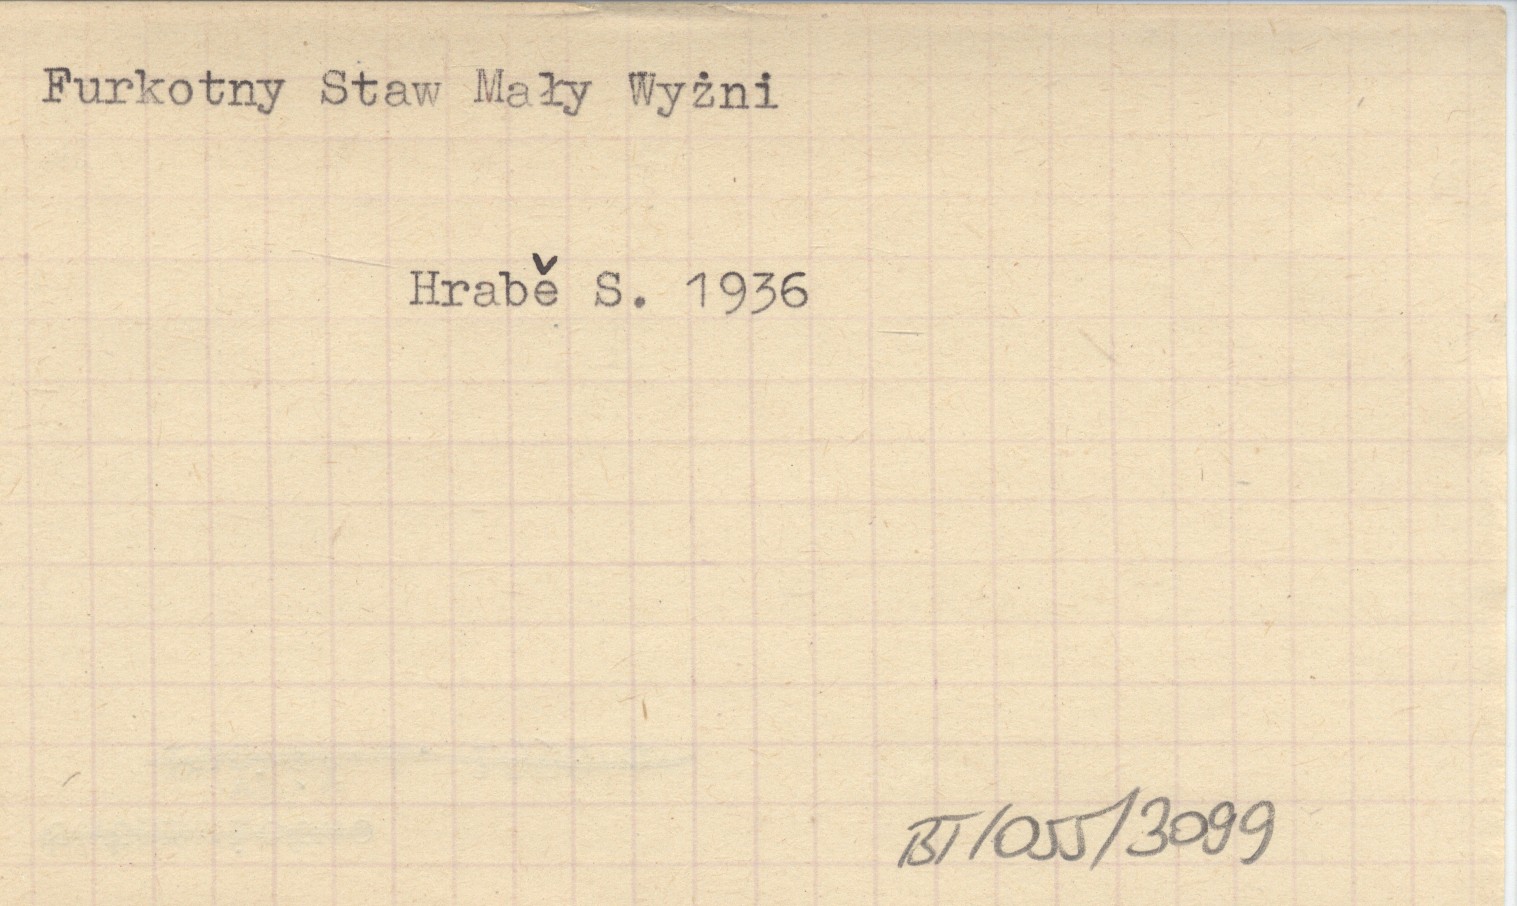 Furkotny Staw Mały Wyżni
Hrabě S. 1936
BT/055/3099